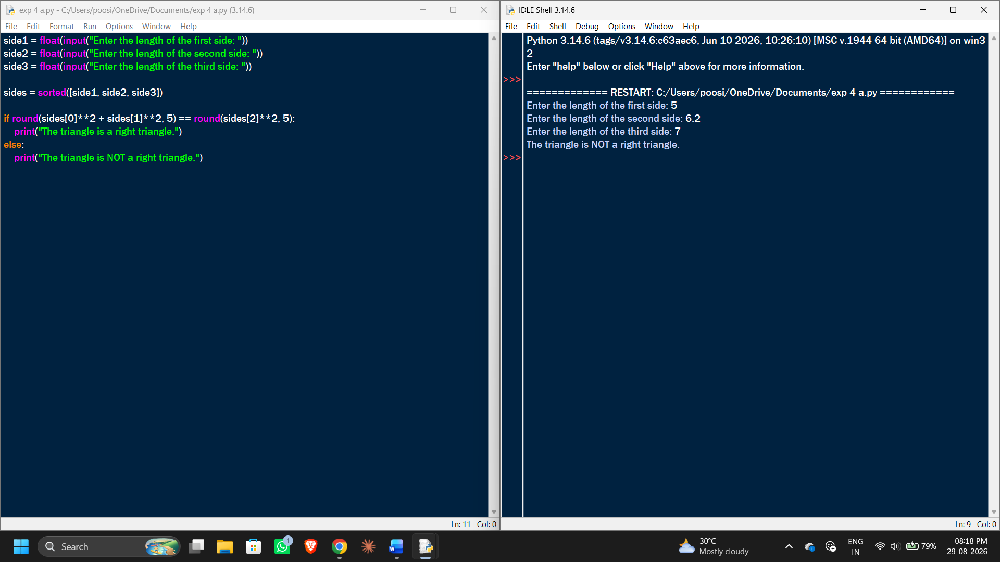 exp 4 a.py - C:/Users/poosi/OneDrive/Documents/exp 4 a.py (3.14.6)
File Edit Format Run Options Window Help
side1 = float(input("Enter the length of the first side: "))
side2 = float(input("Enter the length of the second side: "))
side3 = float(input("Enter the length of the third side: "))
sides = sorted([side1, side2, side3])
if round(sides[0]**2 + sides[1]**2, 5) == round(sides[2]**2, 5):
    print("The triangle is a right triangle.")
else:
    print("The triangle is NOT a right triangle.")
Ln: 11 Col: 0
IDLE Shell 3.14.6
File Edit Shell Debug Options Window Help
Python 3.14.6 (tags/v3.14.6:c63aec6, Jun 10 2026, 10:26:10) [MSC v.1944 64 bit (AMD64)] on win3
2
Enter "help" below or click "Help" above for more information.
>>>
============= RESTART: C:/Users/poosi/OneDrive/Documents/exp 4 a.py ============
Enter the length of the first side: 5
Enter the length of the second side: 6.2
Enter the length of the third side: 7
The triangle is NOT a right triangle.
>>>
Ln: 9 Col: 0
Search
1
W
30°C
Mostly cloudy
ENG
IN
79%
08:18 PM
29-08-2026